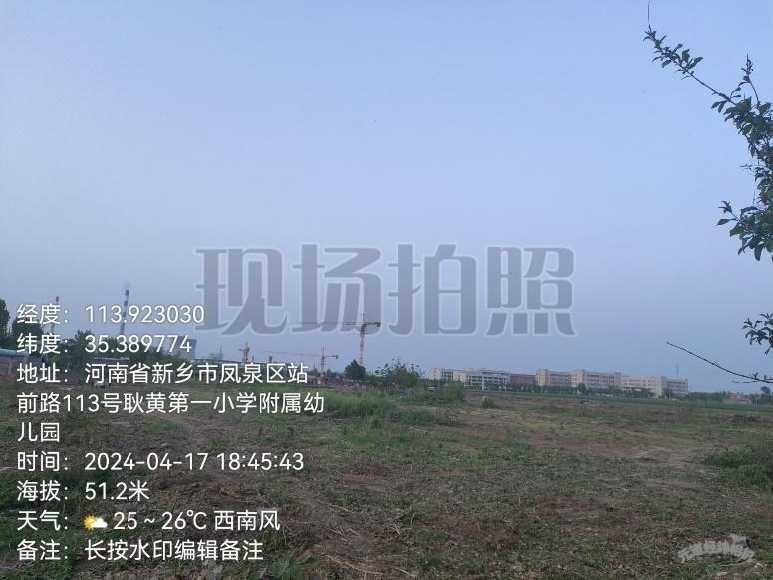 现场拍照
经度：113.923030
纬度：35.389774
地址：河南省新乡市凤泉区站
前路113号耿黄第一小学附属幼
儿园
时间：2024-04-17 18:45:43
海拔：51.2米
天气：25~26℃ 西南风
备注：长按水印编辑备注